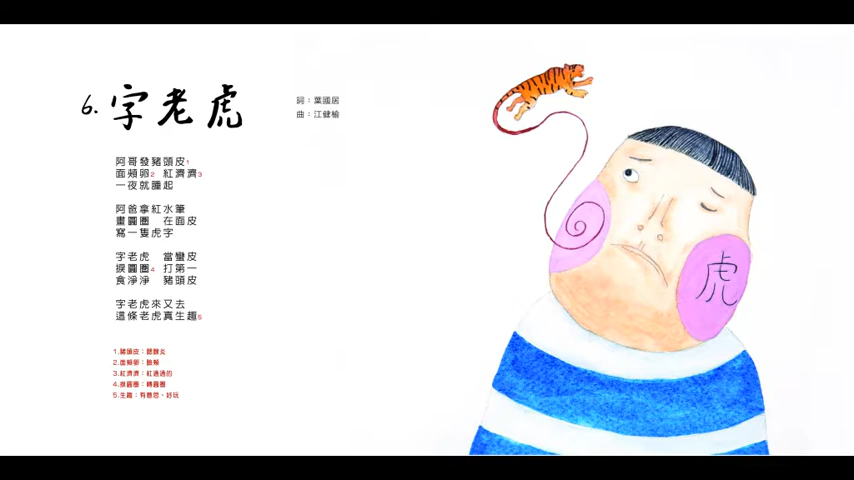 6. 字老虎
詞：葉國居
曲：江健榆
阿哥發豬頭皮1
面頰卵2 紅濟濟3
一夜就腫起
阿爸拿紅水筆
畫圓圈 在面皮
寫一隻虎字
字老虎 當蠻皮
捩圓圈4 打第一
食淨淨 豬頭皮
字老虎來又去
這條老虎真生趣5
1.豬頭皮：腮腺炎
2.面頰卵：臉頰
3.紅濟濟：紅通通的
4.捩圓圈：轉圓圈
5.生趣：有意思、好玩
虎